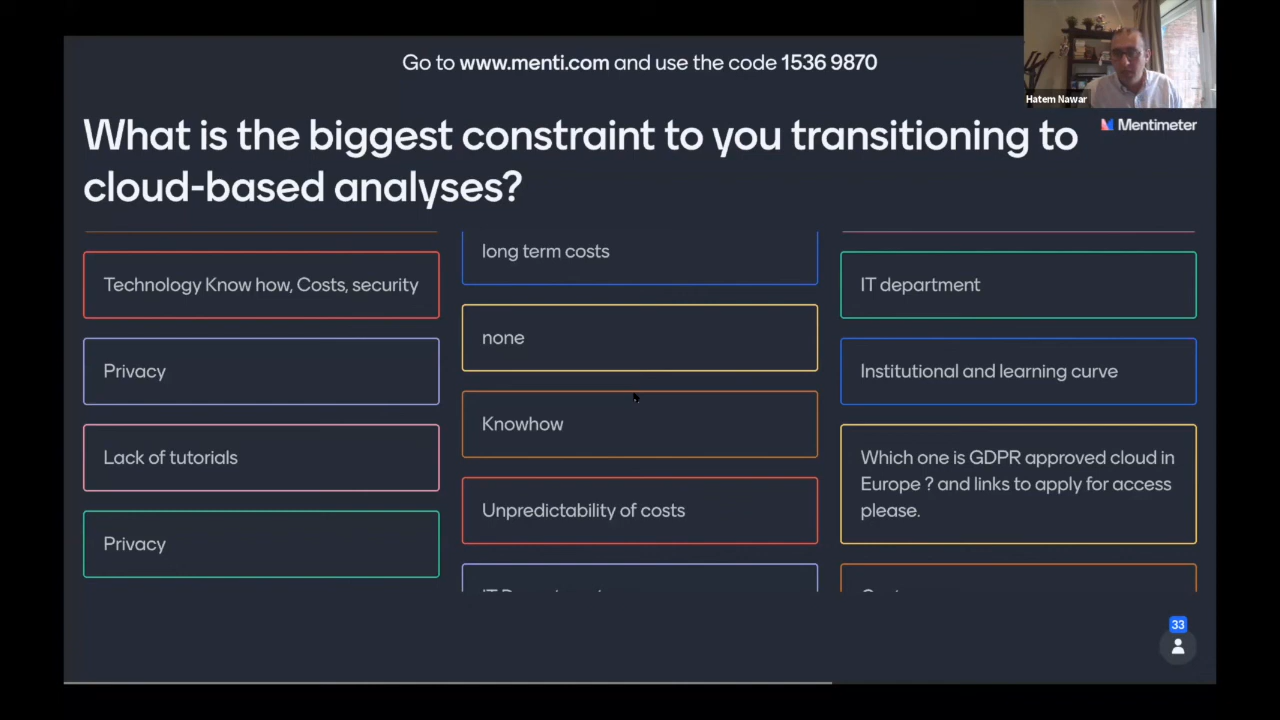 Go to www.menti.com and use the code 1536 9870
Hatem Nawar
Mentimeter
What is the biggest constraint to you transitioning to
cloud-based analyses?
Technology Know how, Costs, security
Privacy
Lack of tutorials
Privacy
long term costs
none
Knowhow
Unpredictability of costs
IT department
Institutional and learning curve
Which one is GDPR approved cloud in
Europe ? and links to apply for access
please.
33